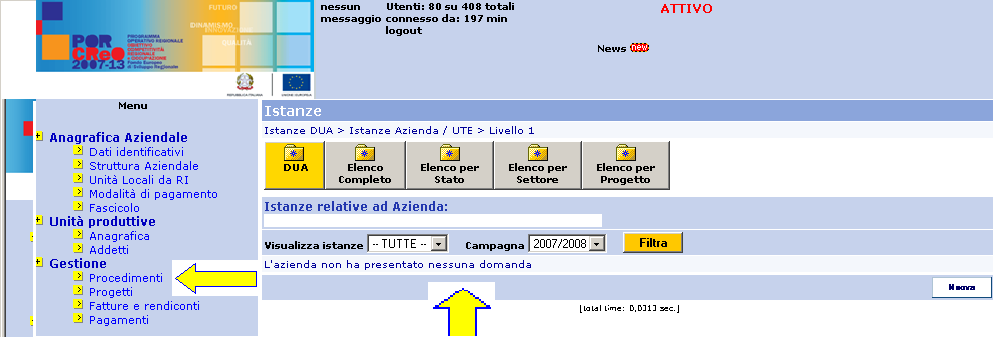 FUTURO
DINAMISMO
INNOVAZIONE
COLLITÀ
POR
CReO
2007-13
PROGRAMMA
OPERATIVO REGIONALE
OBIETTIVO
COMPETITIVITÀ
REGIONALE
e OCCUPAZIONE
Fondo Europeo
di Sviluppo Regionale
REPUBBLICA ITALIANA
UNIONE EUROPEA
nessun messaggio
Utenti: 80 su 408 totali
connesso da: 197 min
logout
ATTIVO
News new
Menu
Anagrafica Aziendale
Dati identificativi
Struttura Aziendale
Unità Locali da RI
Modalità di pagamento
Fascicolo
Unità produttive
Anagrafica
Addetti
Gestione
Procedimenti
Progetti
Fatture e rendiconti
Pagamenti
Istanze
Istanze DUA > Istanze Azienda / UTE > Livello 1
DUA
Elenco Completo
Elenco per Stato
Elenco per Settore
Elenco per Progetto
Istanze relative ad Azienda:
Visualizza istanze -- TUTTE -- Campagna 2007/2008 Filtra
L'azienda non ha presentato nessuna domanda
Nuova
[total time: 0,0313 sec.]